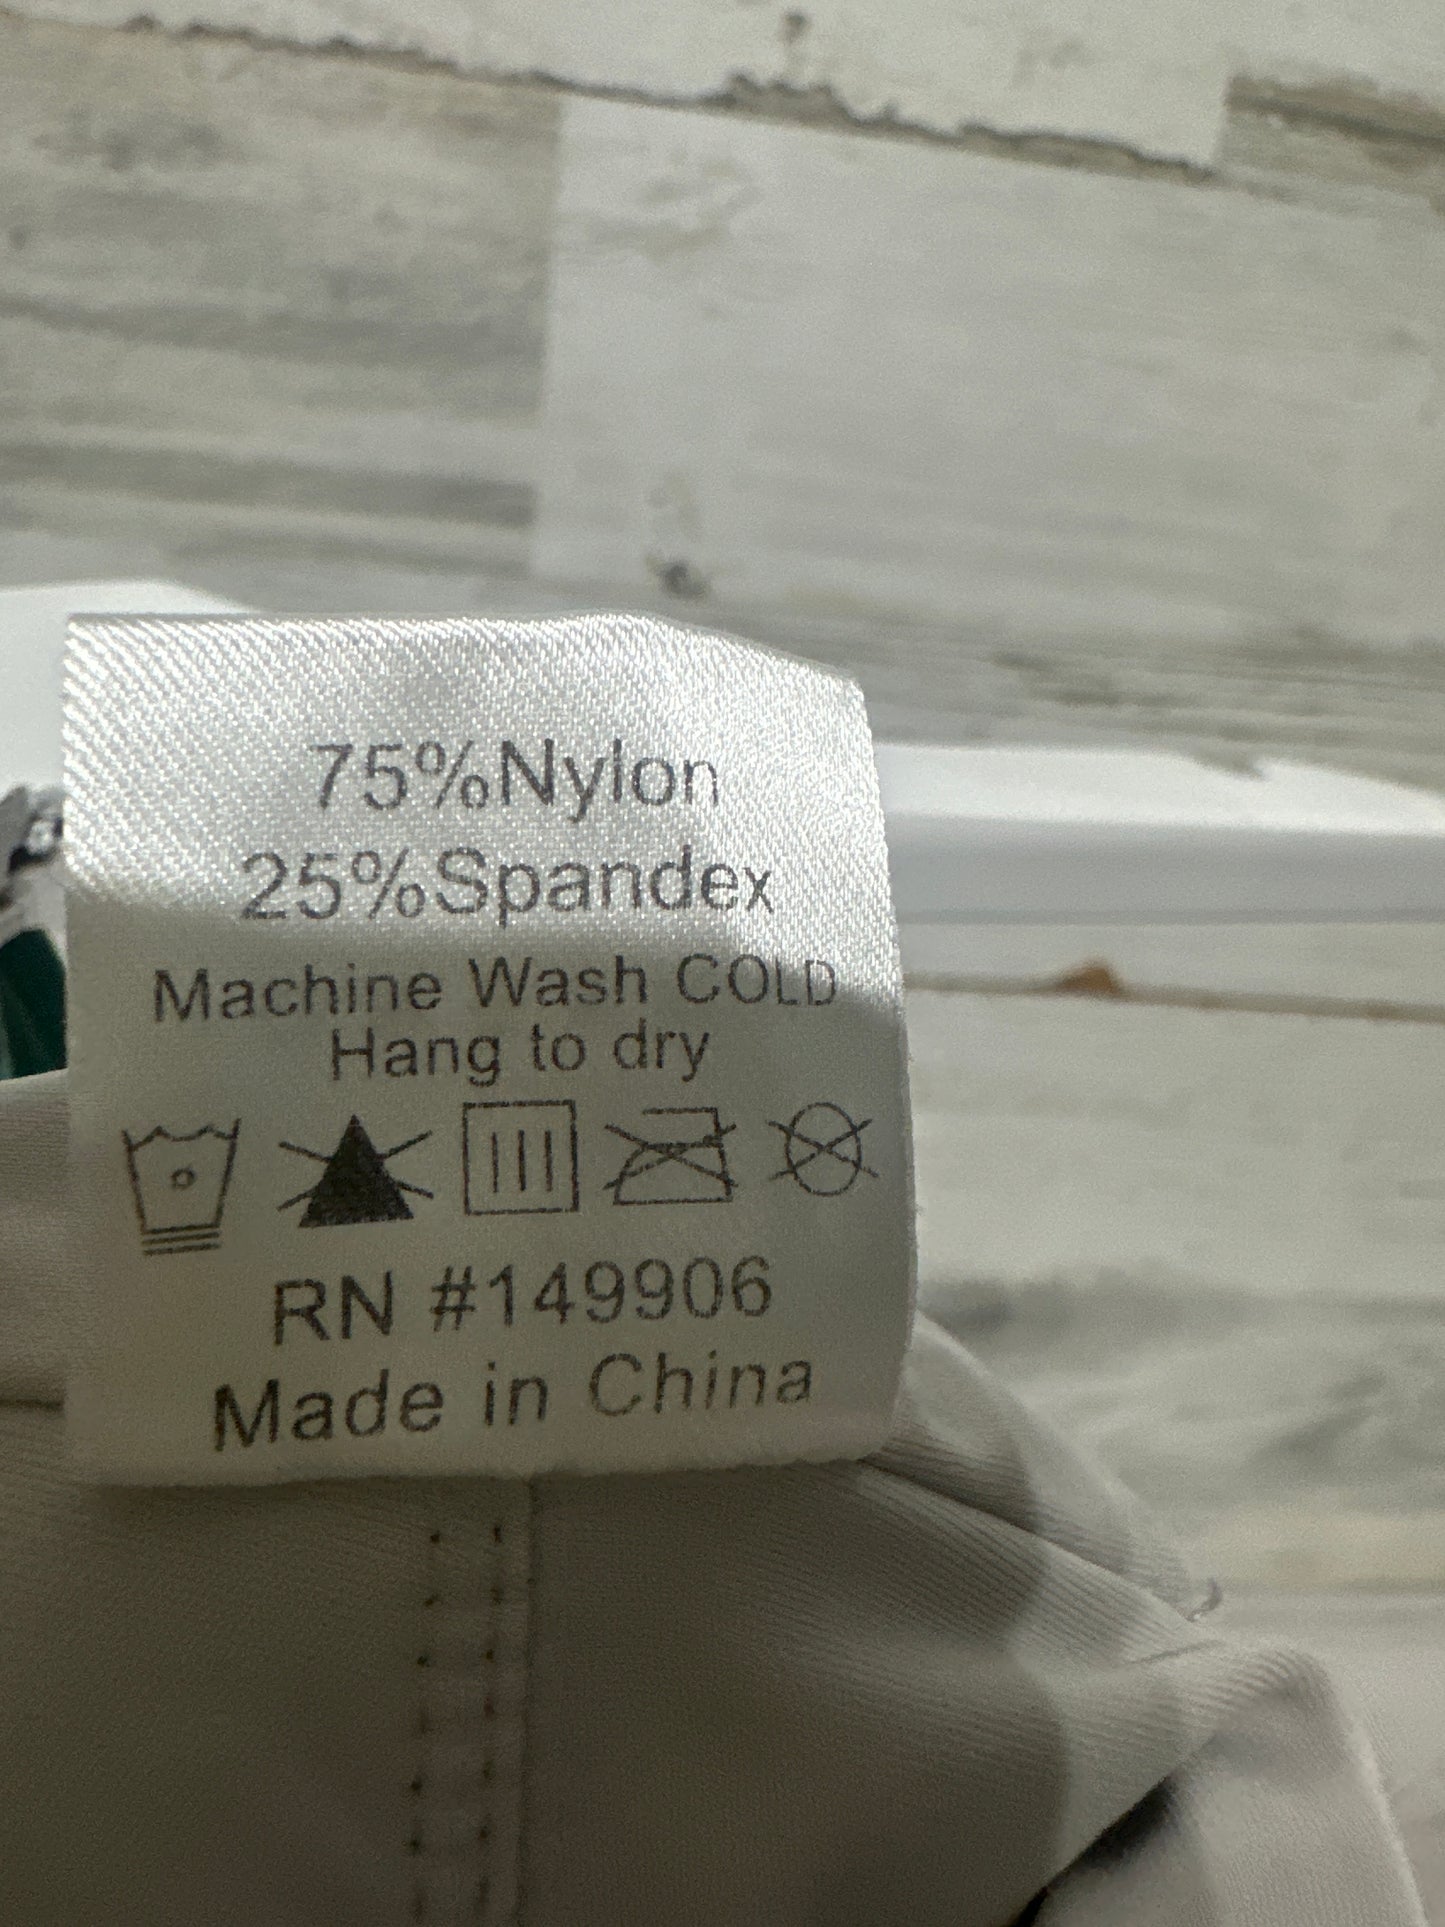 75%Nylon
25%Spandex
Machine Wash COLD
Hang to dry
RN #149906
Made in China